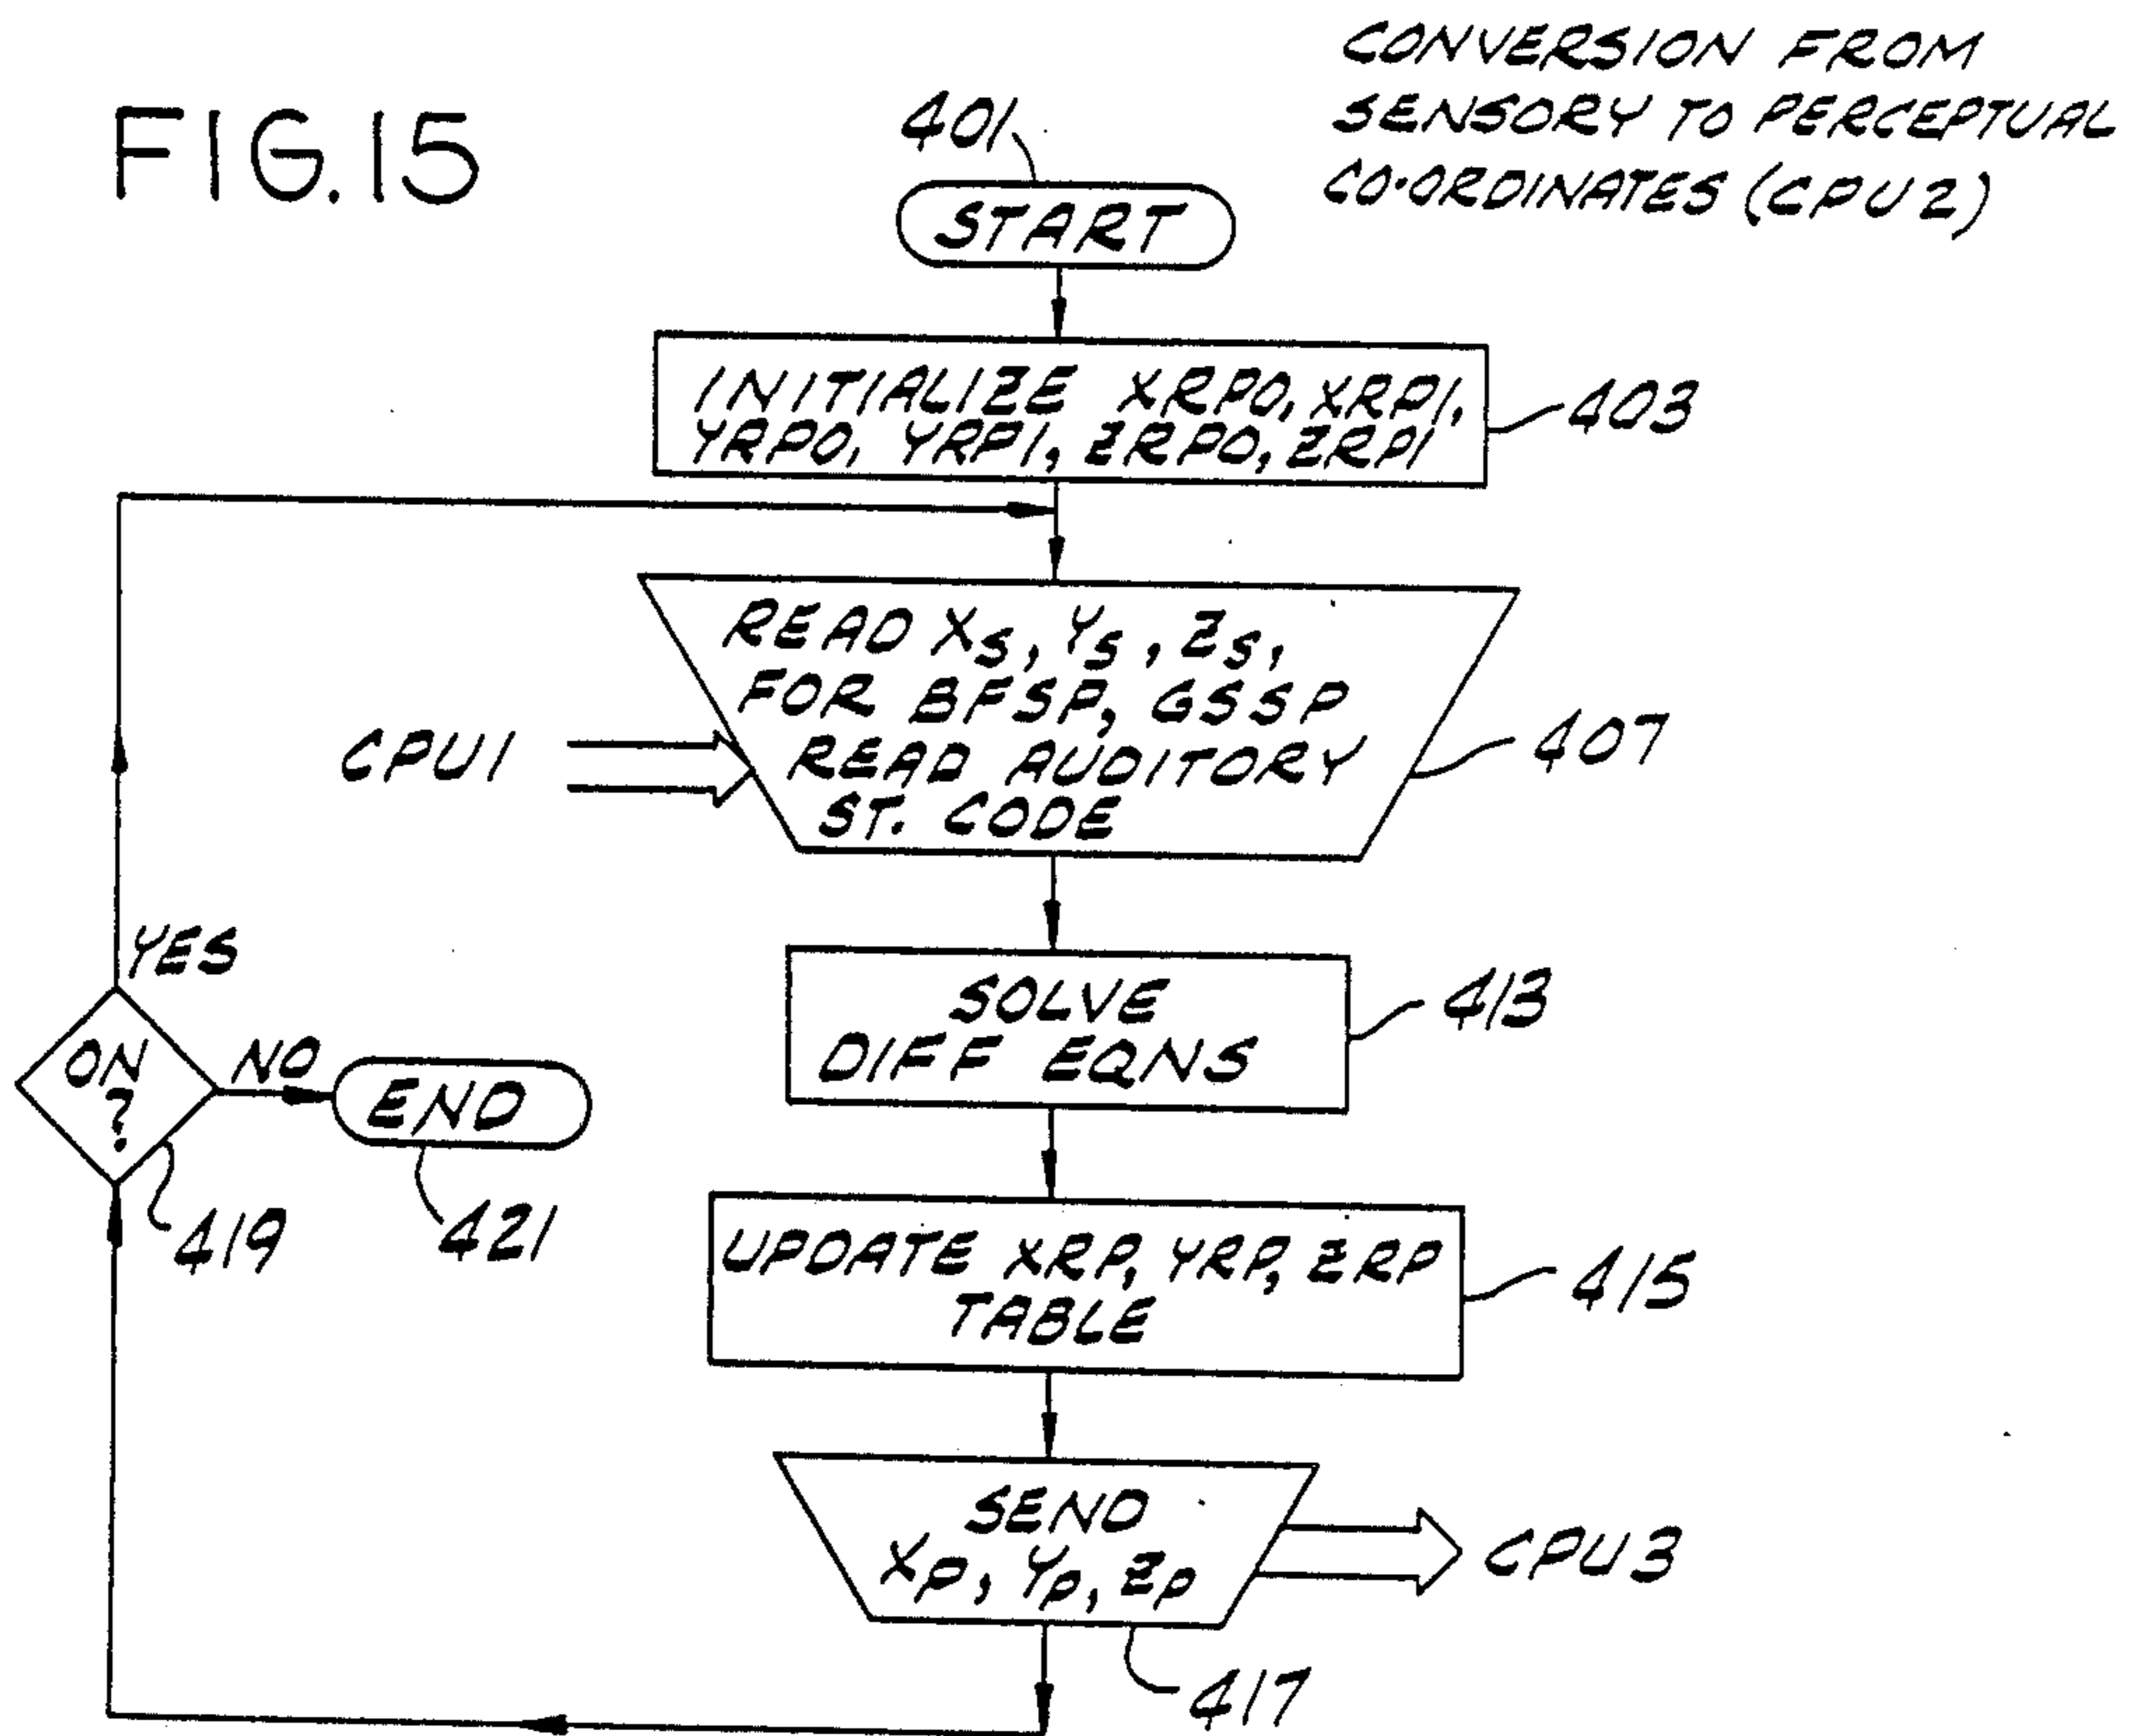 FIG. 15
CONVERSION FROM
SENSORY TO PERCEPTUAL
CO-ORDINATES (CPU 2)
401
START
INITIALIZE XRP0, XRP1,
YRP0, YRP1, ZRP0, ZRP1
403
READ Xs, Ys, Zs,
FOR BFSP, GSSP
READ AUDITORY
ST. CODE
407
CPU1
SOLVE
DIFF EQNS
413
YES
ON
?
NO
END
419
421
UPDATE XRP, YRP, ZRP
TABLE
415
SEND
Xp, Yp, Zp
CPU3
417